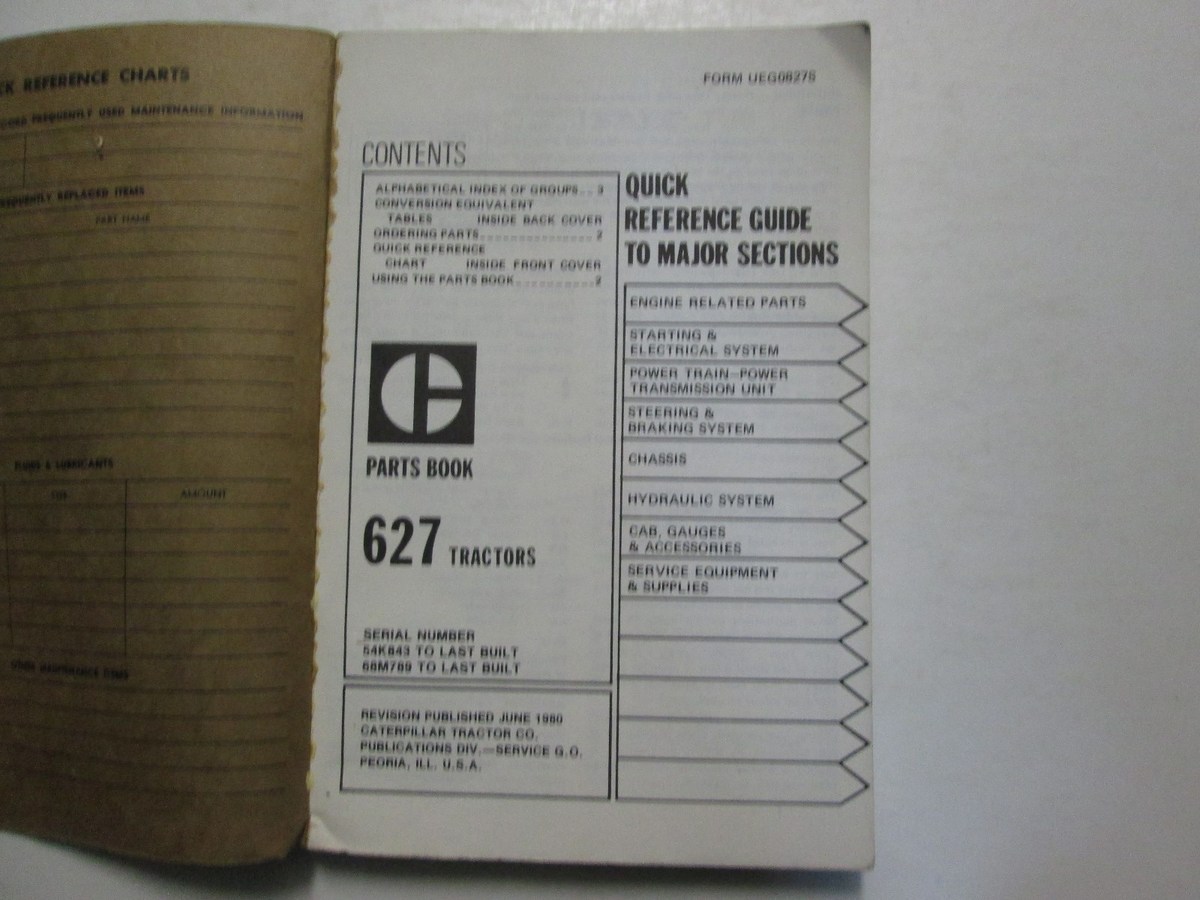 CK REFERENCE CHARTS
FREQUENTLY USED MAINTENANCE INFORMATION
FREQUENTLY REPLACED ITEMS
PART NAME
FLUIDS & LUBRICANTS
AMOUNT
OTHER MAINTENANCE ITEMS
FORM UEG0827S
CONTENTS
ALPHABETICAL INDEX OF GROUPS.. 3
CONVERSION EQUIVALENT
TABLES INSIDE BACK COVER
ORDERING PARTS................2
QUICK REFERENCE
CHART INSIDE FRONT COVER
USING THE PARTS BOOK...........2
PARTS BOOK
627 TRACTORS
SERIAL NUMBER
54K843 TO LAST BUILT
68M789 TO LAST BUILT
REVISION PUBLISHED JUNE 1980
CATERPILLAR TRACTOR CO.
PUBLICATIONS DIV.—SERVICE G.O.
PEORIA, ILL. U.S.A.
QUICK
REFERENCE GUIDE
TO MAJOR SECTIONS
ENGINE RELATED PARTS
STARTING &
ELECTRICAL SYSTEM
POWER TRAIN—POWER
TRANSMISSION UNIT
STEERING &
BRAKING SYSTEM
CHASSIS
HYDRAULIC SYSTEM
CAB, GAUGES
& ACCESSORIES
SERVICE EQUIPMENT
& SUPPLIES